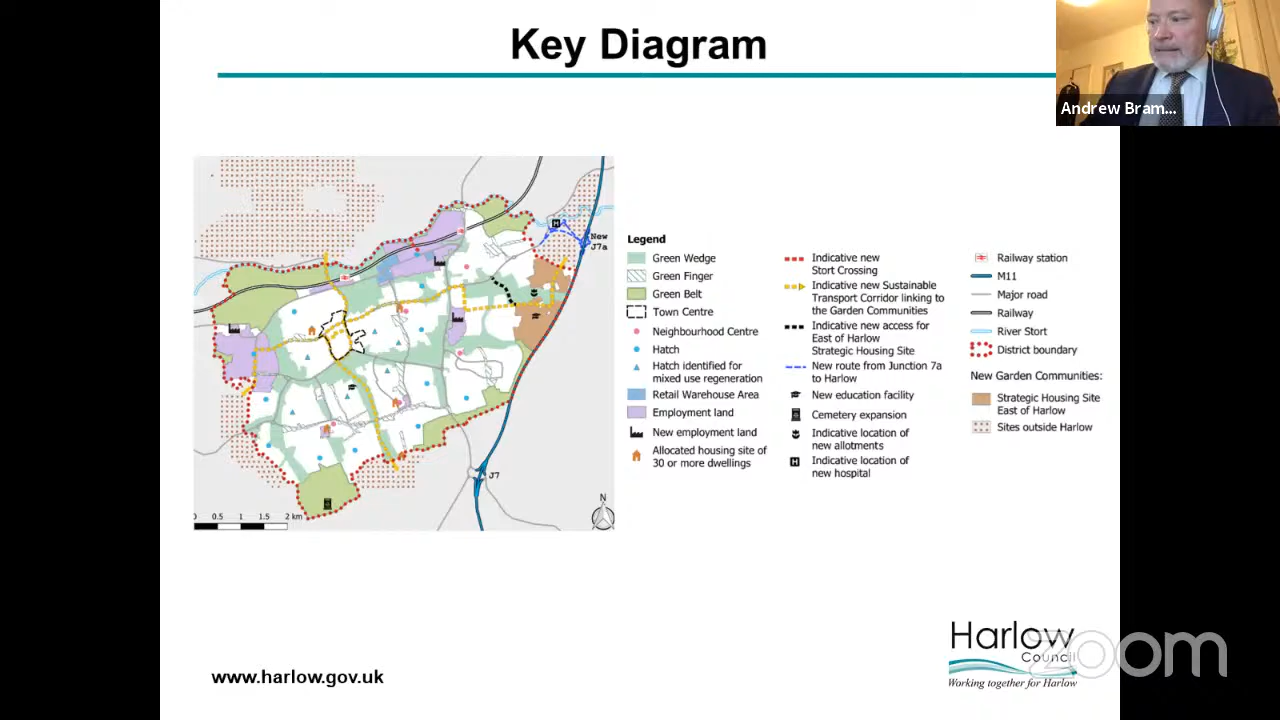 Key Diagram
Andrew Bram...
New
J7a
J7
N
0 0.5 1 1.5 2 km
Legend
Green Wedge
Green Finger
Green Belt
Town Centre
Neighbourhood Centre
Hatch
Hatch identified for
mixed use regeneration
Retail Warehouse Area
Employment land
New employment land
Allocated housing site of
30 or more dwellings
Indicative new
Stort Crossing
Indicative new Sustainable
Transport Corridor linking to
the Garden Communities
Indicative new access for
East of Harlow
Strategic Housing Site
New route from Junction 7a
to Harlow
New education facility
Cemetery expansion
Indicative location of
new allotments
H
Indicative location of
new hospital
Railway station
M11
Major road
Railway
River Stort
District boundary
New Garden Communities:
Strategic Housing Site
East of Harlow
Sites outside Harlow
H
www.harlow.gov.uk
Harlow
Council
Working together for Harlow
zoom